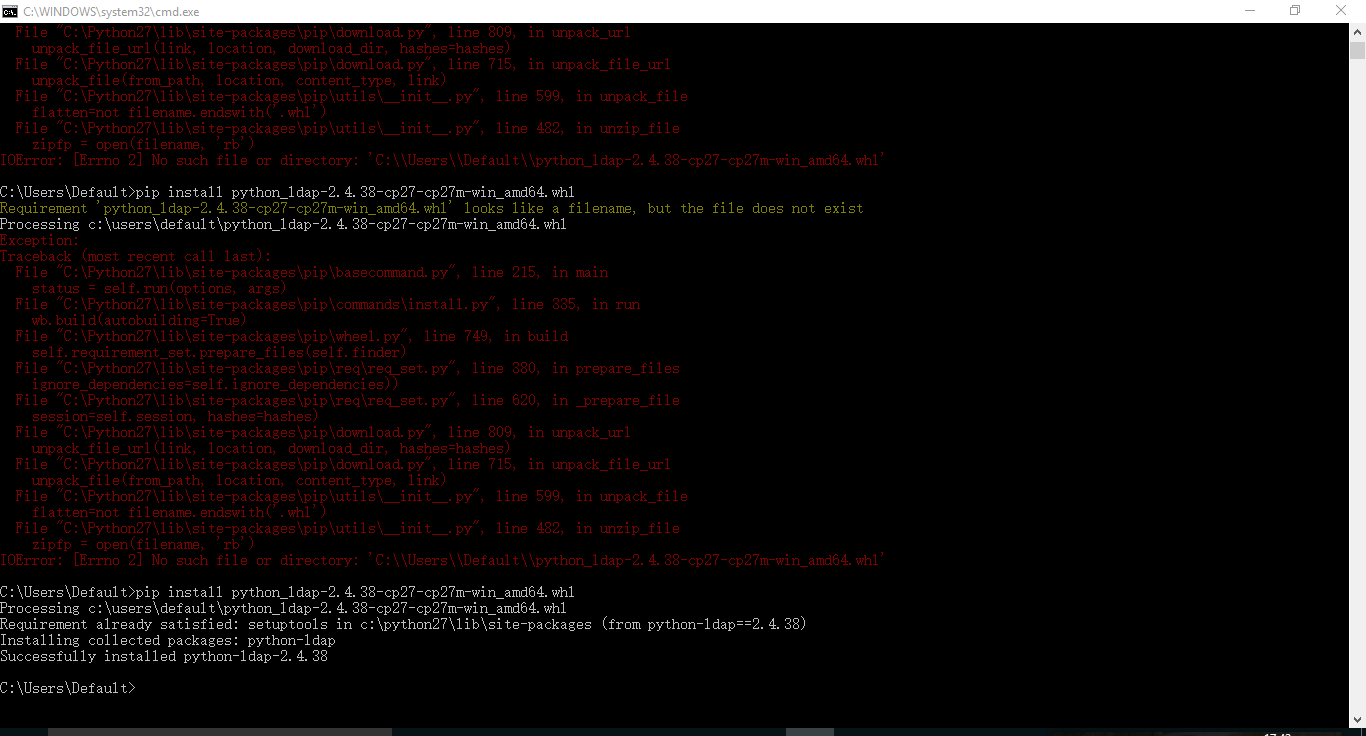 C:\WINDOWS\system32\cmd.exe
File "C:\Python27\lib\site-packages\pip\download.py", line 809, in unpack_url
unpack_file_url(link, location, download_dir, hashes=hashes)
File "C:\Python27\lib\site-packages\pip\download.py", line 715, in unpack_file_url
unpack_file(from_path, location, content_type, link)
File "C:\Python27\lib\site-packages\pip\utils\__init__.py", line 599, in unpack_file
flatten=not filename.endswith('.whl')
File "C:\Python27\lib\site-packages\pip\utils\__init__.py", line 482, in unzip_file
zipfp = open(filename, 'rb')
IOError: [Errno 2] No such file or directory: 'C:\\Users\\Default\\python_ldap-2.4.38-cp27-cp27m-win_amd64.whl'
C:\Users\Default>pip install python_ldap-2.4.38-cp27-cp27m-win_amd64.whl
Requirement 'python_ldap-2.4.38-cp27-cp27m-win_amd64.whl' looks like a filename, but the file does not exist
Processing c:\users\default\python_ldap-2.4.38-cp27-cp27m-win_amd64.whl
Exception:
Traceback (most recent call last):
File "C:\Python27\lib\site-packages\pip\basecommand.py", line 215, in main
status = self.run(options, args)
File "C:\Python27\lib\site-packages\pip\commands\install.py", line 335, in run
wb.build(autobuilding=True)
File "C:\Python27\lib\site-packages\pip\wheel.py", line 749, in build
self.requirement_set.prepare_files(self.finder)
File "C:\Python27\lib\site-packages\pip\req\req_set.py", line 380, in prepare_files
ignore_dependencies=self.ignore_dependencies))
File "C:\Python27\lib\site-packages\pip\req\req_set.py", line 620, in _prepare_file
session=self.session, hashes=hashes)
File "C:\Python27\lib\site-packages\pip\download.py", line 809, in unpack_url
unpack_file_url(link, location, download_dir, hashes=hashes)
File "C:\Python27\lib\site-packages\pip\download.py", line 715, in unpack_file_url
unpack_file(from_path, location, content_type, link)
File "C:\Python27\lib\site-packages\pip\utils\__init__.py", line 599, in unpack_file
flatten=not filename.endswith('.whl')
File "C:\Python27\lib\site-packages\pip\utils\__init__.py", line 482, in unzip_file
zipfp = open(filename, 'rb')
IOError: [Errno 2] No such file or directory: 'C:\\Users\\Default\\python_ldap-2.4.38-cp27-cp27m-win_amd64.whl'
C:\Users\Default>pip install python_ldap-2.4.38-cp27-cp27m-win_amd64.whl
Processing c:\users\default\python_ldap-2.4.38-cp27-cp27m-win_amd64.whl
Requirement already satisfied: setuptools in c:\python27\lib\site-packages (from python-ldap==2.4.38)
Installing collected packages: python-ldap
Successfully installed python-ldap-2.4.38
C:\Users\Default>